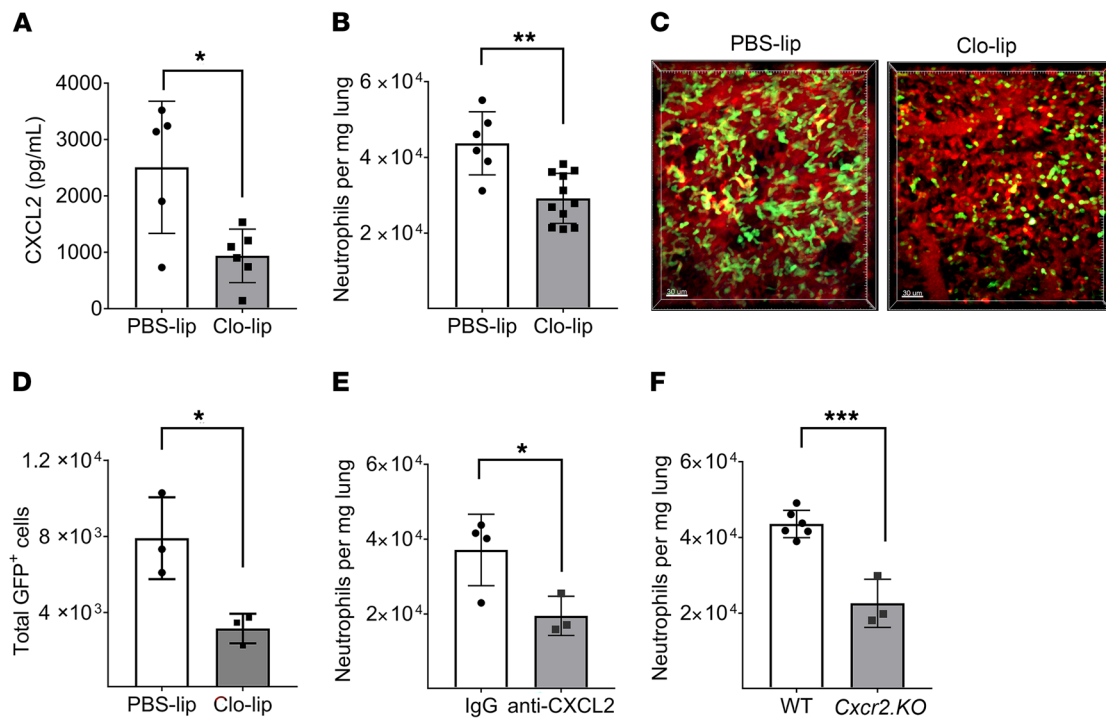 A
*
CXCL2 (pg/mL)
4000
3000
2000
1000
0
PBS-lip Clo-lip
B
**
Neutrophils per mg lung
6× 10⁴
4× 10⁴
2× 10⁴
PBS-lip Clo-lip
C
PBS-lip Clo-lip
30 um
30 um
D
*
Total GFP⁺ cells
1.2 ×10⁴
8 ×10³
4 ×10³
PBS-lip Clo-lip
E
*
Neutrophils per mg lung
6× 10⁴
4× 10⁴
2× 10⁴
IgG anti-CXCL2
F
***
Neutrophils per mg lung
6× 10⁴
4× 10⁴
2× 10⁴
WT Cxcr2.KO